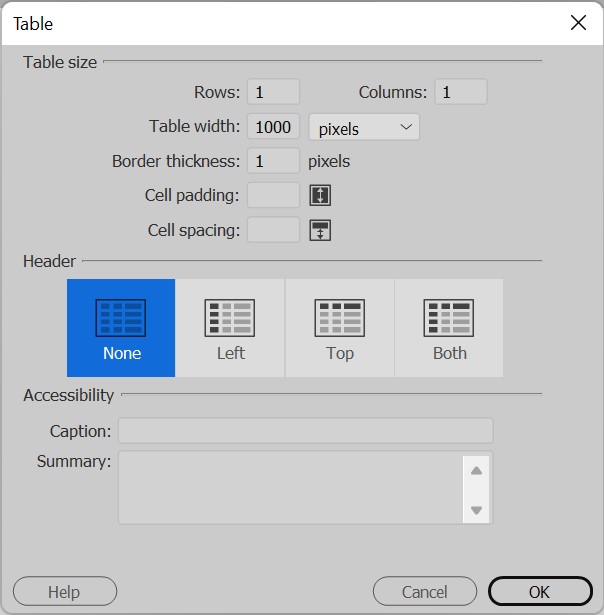 Table
Table size
Rows: 1 Columns: 1
Table width: 1000 pixels
Border thickness: 1 pixels
Cell padding:
Cell spacing:
Header
None Left Top Both
Accessibility
Caption:
Summary:
Help Cancel OK